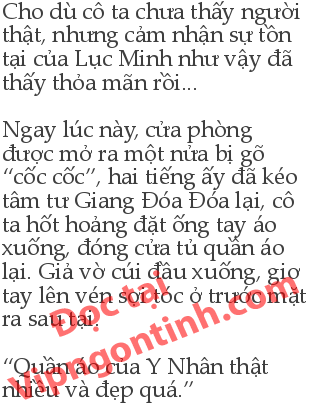 Cho dù cô ta chưa thấy người
thật, nhưng cảm nhận sự tồn
tại của Lục Minh như vậy đã
thấy thỏa mãn rồi...
Ngay lúc này, cửa phòng
được mở ra một nửa bị gõ
“cốc cốc”, hai tiếng ấy đã kéo
tâm tư Giang Đóa Đóa lại, cô
ta hốt hoảng đặt ống tay áo
xuống, đóng cửa tủ quần áo
lại. Giả vờ cúi đầu xuống, giơ
tay lên vén sợi tóc ở trước mặt
ra sau tai.
“Quần áo của Y Nhân thật
nhiều và đẹp quá.”
Đọc tại
Vipngontinh.com